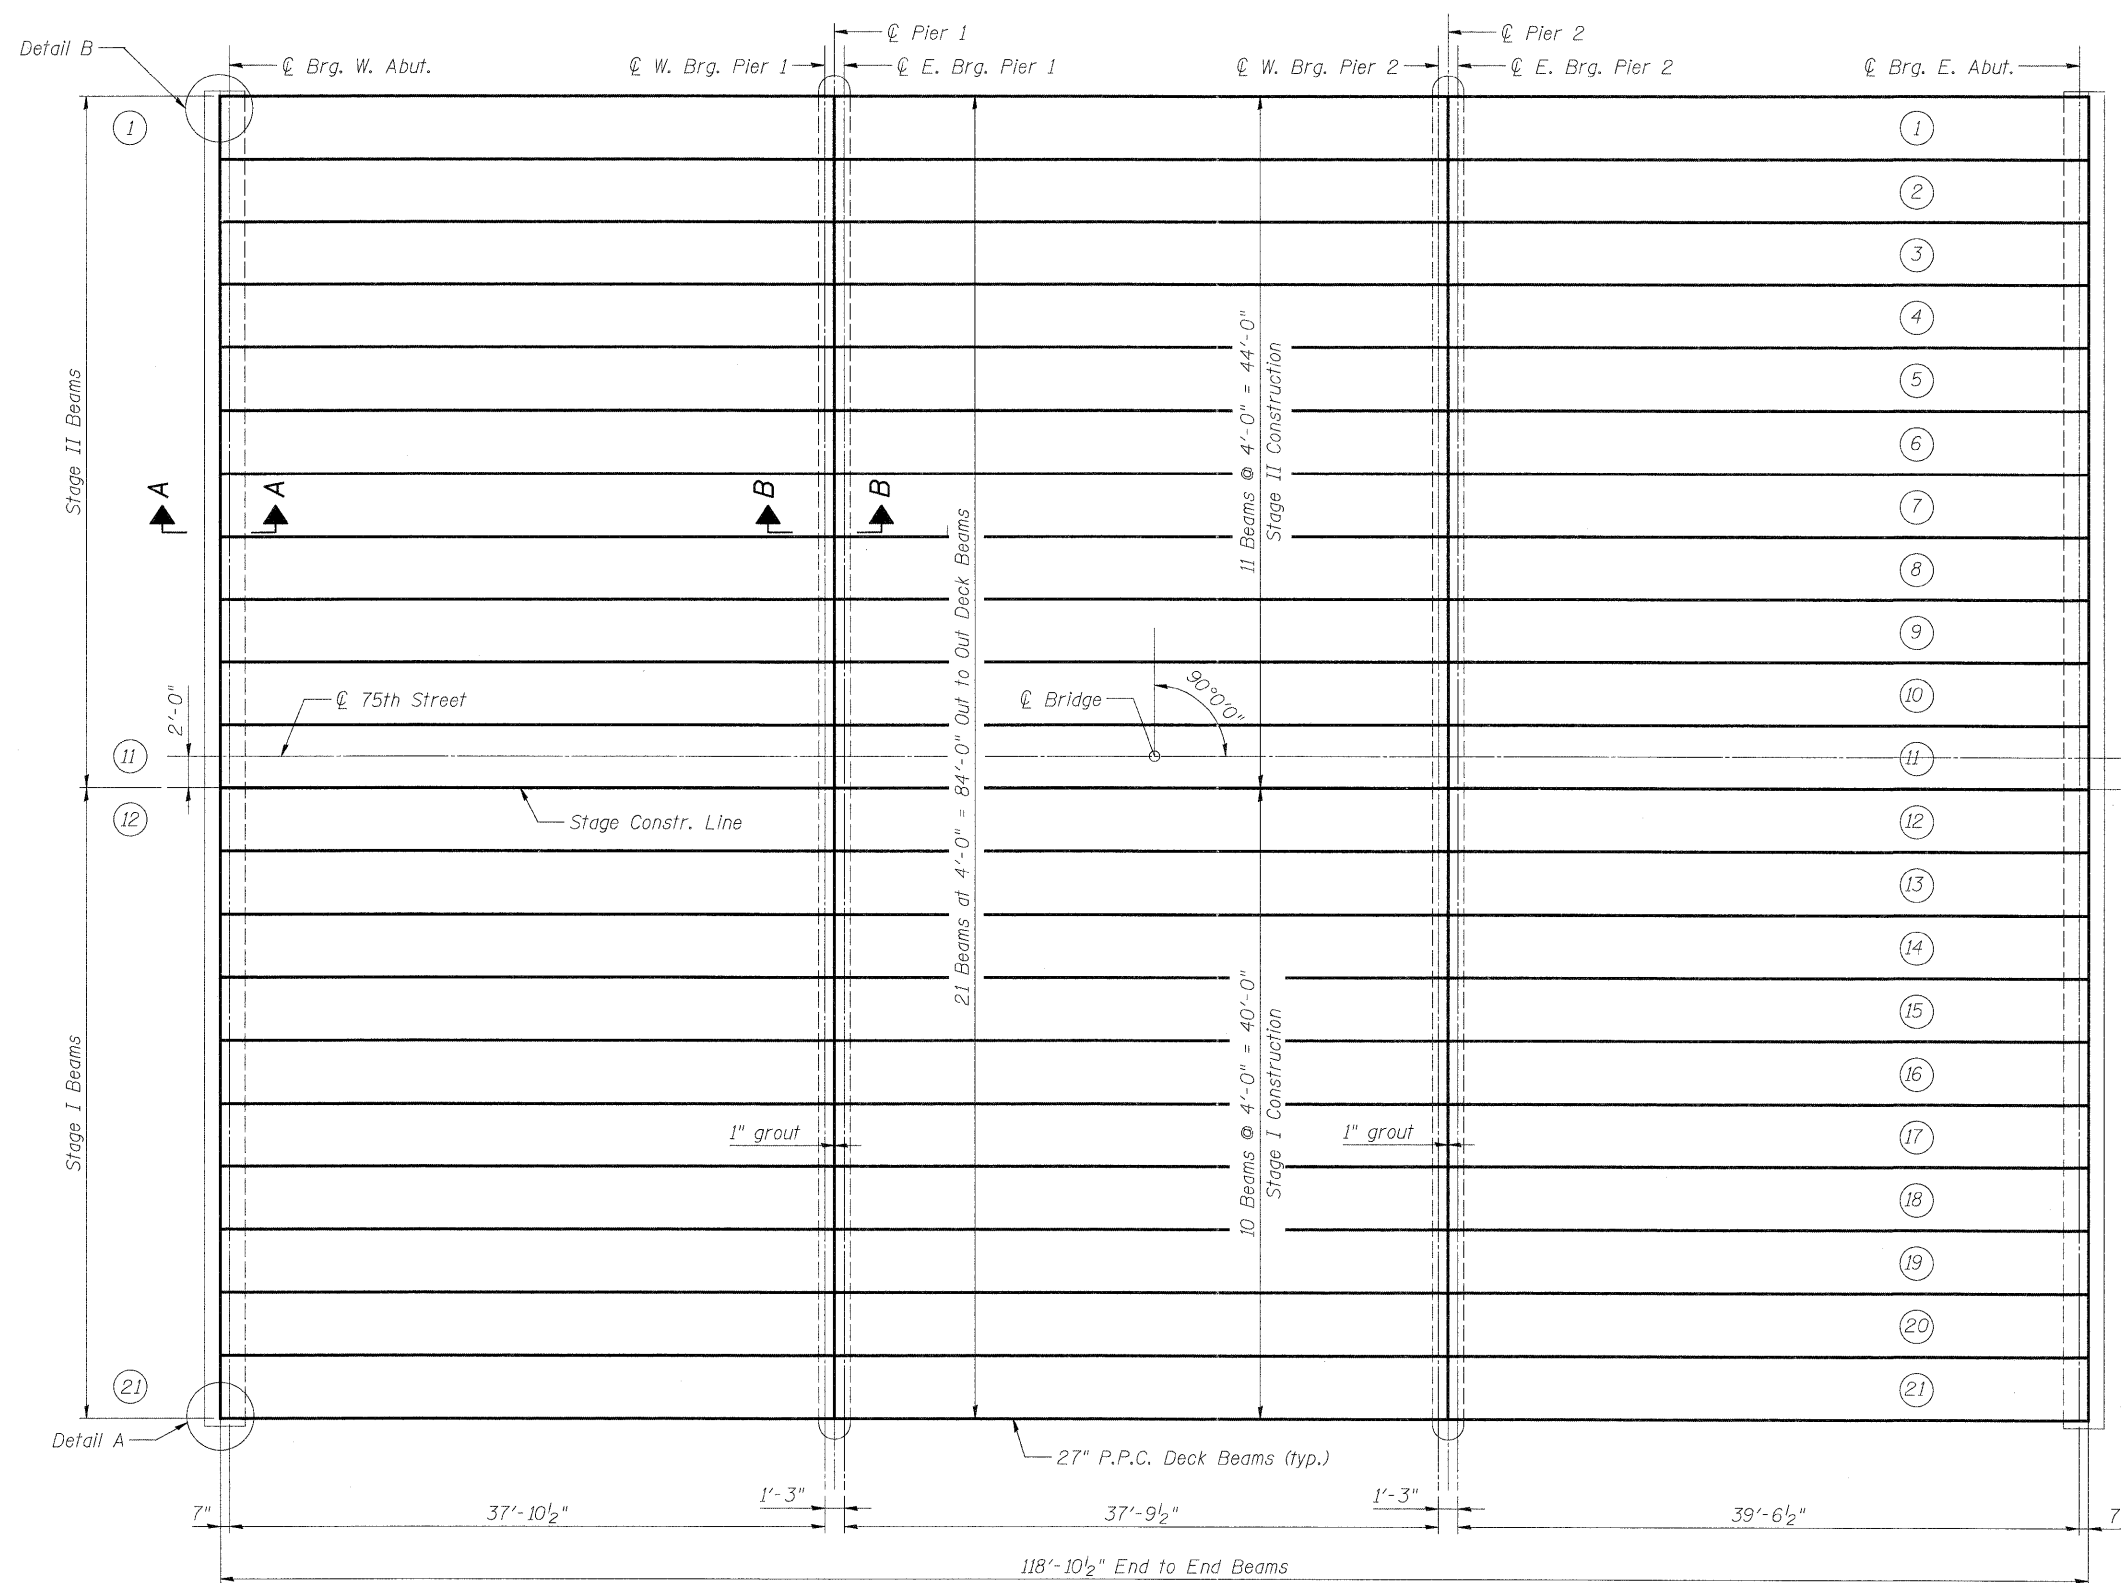 ℄ Pier 1
℄ Pier 2
Detail B
℄ Brg. W. Abut.
℄ W. Brg. Pier 1
℄ E. Brg. Pier 1
℄ W. Brg. Pier 2
℄ E. Brg. Pier 2
℄ Brg. E. Abut.
1
1
2
3
4
5
6
7
8
9
10
11
12
13
14
15
16
17
18
19
20
21
Stage II Beams
A
A
B
B
11 Beams @ 4'-0" = 44'-0"
Stage II Construction
21 Beams at 4'-0" = 84'-0" Out to Out Deck Beams
2'-0"
℄ 75th Street
℄ Bridge
90°0'0"
11
12
Stage Constr. Line
Stage I Beams
10 Beams @ 4'-0" = 40'-0"
Stage I Construction
1" grout
1" grout
21
Detail A
27" P.P.C. Deck Beams (typ.)
7"
37'-10½"
1'-3"
37'-9½"
1'-3"
39'-6½"
7
118'-10½" End to End Beams